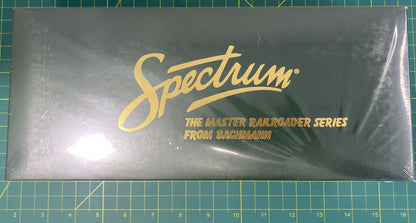 Spectrum®
THE MASTER RAILROADER SERIES
FROM BACHMANN
2 3 4 5 6 7 8 9 10 11 12 13 14 15 16